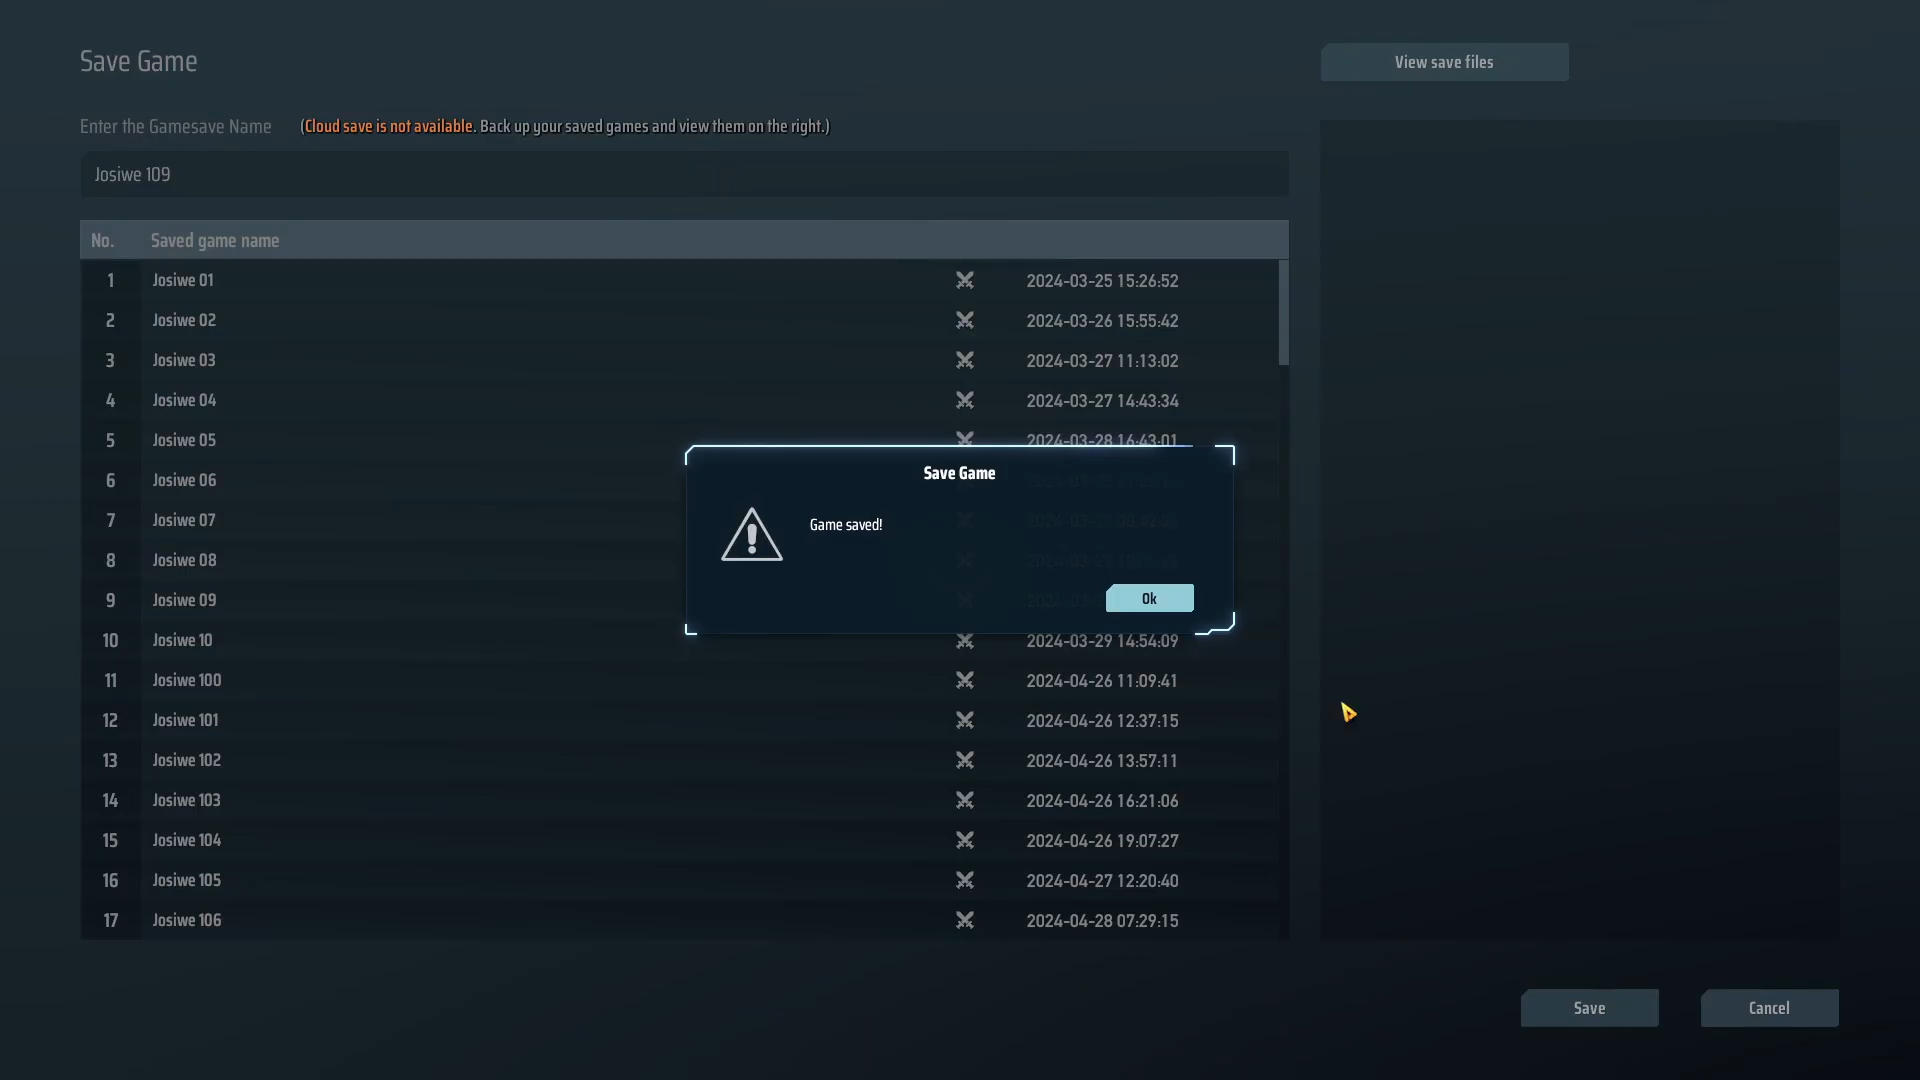 Save Game
View save files
Enter the Gamesave Name (Cloud save is not available. Back up your saved games and view them on the right.)
Josiwe 109
No. Saved game name
1 Josiwe 01 2024-03-25 15:26:52
2 Josiwe 02 2024-03-26 15:55:42
3 Josiwe 03 2024-03-27 11:13:02
4 Josiwe 04 2024-03-27 14:43:34
5 Josiwe 05 2024-03-28 16:43:01
6 Josiwe 06
7 Josiwe 07
8 Josiwe 08
9 Josiwe 09
Save Game
Game saved!
Ok
10 Josiwe 10 2024-03-29 14:54:09
11 Josiwe 100 2024-04-26 11:09:41
12 Josiwe 101 2024-04-26 12:37:15
13 Josiwe 102 2024-04-26 13:57:11
14 Josiwe 103 2024-04-26 16:21:06
15 Josiwe 104 2024-04-26 19:07:27
16 Josiwe 105 2024-04-27 12:20:40
17 Josiwe 106 2024-04-28 07:29:15
Save
Cancel